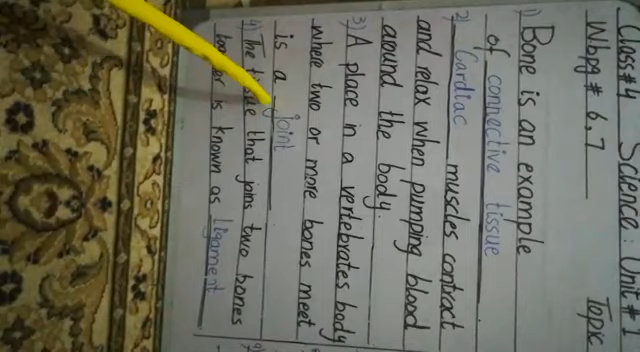 Class#4 Science: Unit #1
Wbpg # 6,7 Topic
1) Bone is an example
of connective tissue
2) Cardiac muscles contract
and relax when pumping blood
around the body.
3) A place in a vertebrates body
where two or more bones meet
is a joint
4) The tissue that joins two bones
is known as ligament